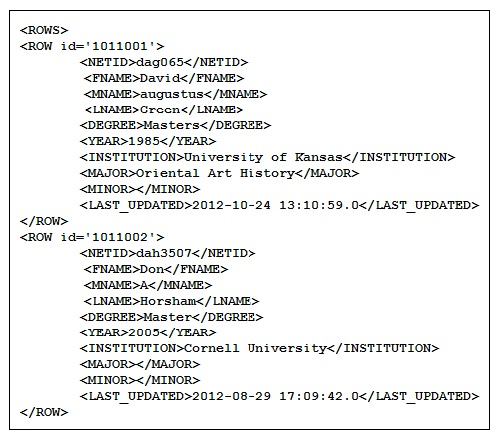 <ROWS>
<ROW id='1011001'>
<NETID>dag065</NETID>
<FNAME>David</FNAME>
<MNAME>augustus</MNAME>
<LNAME>Green</LNAME>
<DEGREE>Masters</DEGREE>
<YEAR>1985</YEAR>
<INSTITUTION>University of Kansas</INSTITUTION>
<MAJOR>Oriental Art History</MAJOR>
<MINOR></MINOR>
<LAST_UPDATED>2012-10-24 13:10:59.0</LAST_UPDATED>
</ROW>
<ROW id='1011002'>
<NETID>dah3507</NETID>
<FNAME>Don</FNAME>
<MNAME>A</MNAME>
<LNAME>Horsham</LNAME>
<DEGREE>Master</DEGREE>
<YEAR>2005</YEAR>
<INSTITUTION>Cornell University</INSTITUTION>
<MAJOR></MAJOR>
<MINOR></MINOR>
<LAST_UPDATED>2012-08-29 17:09:42.0</LAST_UPDATED>
</ROW>